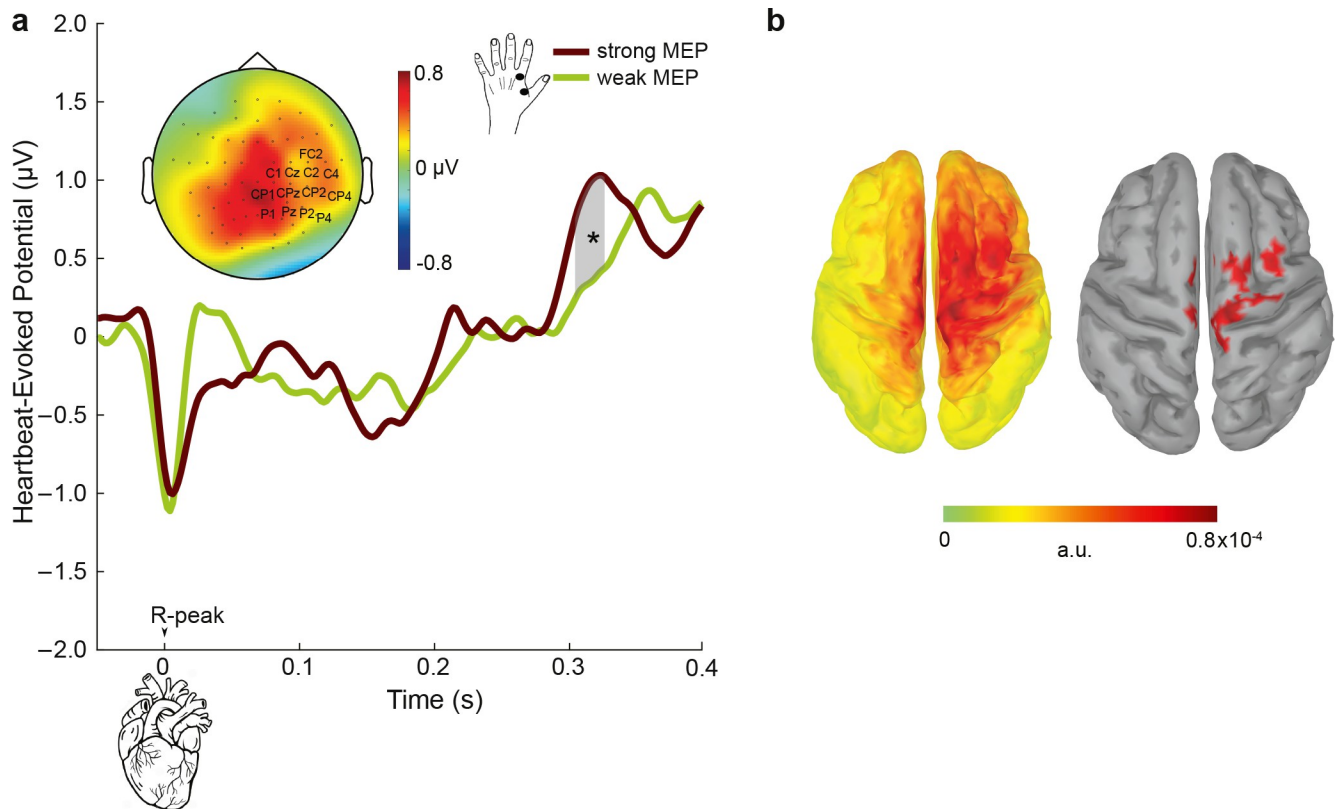 a
b
2.0
1.5
1.0
0.5
0
−0.5
−1.0
−1.5
−2.0
Heartbeat-Evoked Potential (µV)
0.8
0 µV
-0.8
FC2
C1 Cz C2 C4
CP1 CPz CP2 CP4
P1 Pz P2 P4
strong MEP
weak MEP
*
R-peak
0 0.1 0.2 0.3 0.4
Time (s)
0 0.8x10⁻⁴
a.u.